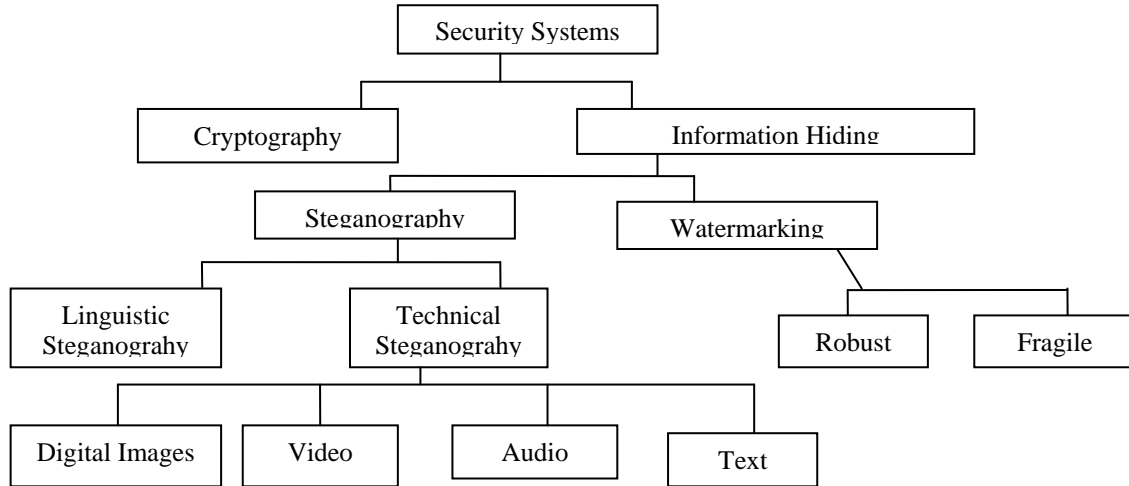 Security Systems
Cryptography
Information Hiding
Steganography
Watermarking
Linguistic
Steganograhy
Technical
Steganograhy
Robust
Fragile
Digital Images
Video
Audio
Text